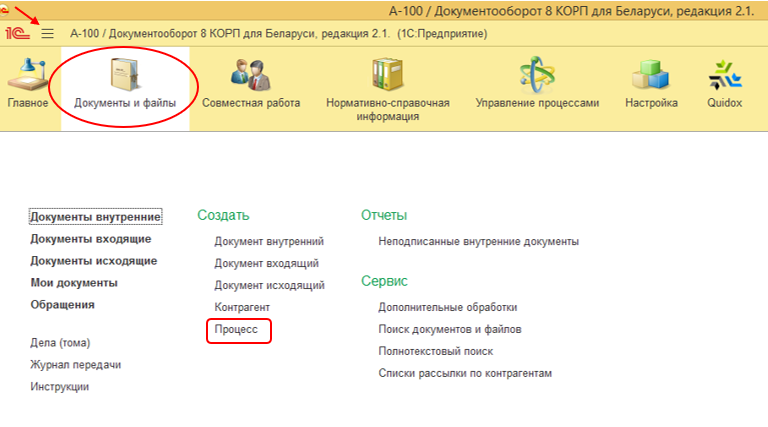 А-100 / Документооборот 8 КОРП для Беларуси, редакция 2.1.
1С А-100 / Документооборот 8 КОРП для Беларуси, редакция 2.1. (1С:Предприятие)
Главное
Документы и файлы
Совместная работа
Нормативно-справочная
информация
Управление процессами
Настройка
Quidox
Документы внутренние
Документы входящие
Документы исходящие
Мои документы
Обращения
Дела (тома)
Журнал передачи
Инструкции
Создать
Документ внутренний
Документ входящий
Документ исходящий
Контрагент
Процесс
Отчеты
Неподписанные внутренние документы
Сервис
Дополнительные обработки
Поиск документов и файлов
Полнотекстовый поиск
Списки рассылки по контрагентам